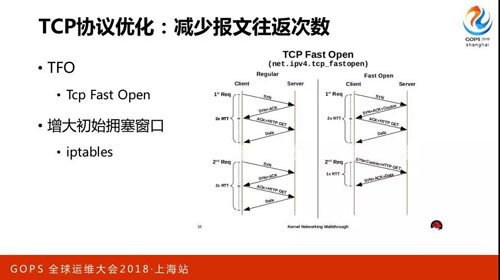 TCP协议优化：减少报文往返次数
GOPS 2018
shanghai
• TFO
• Tcp Fast Open
• 增大初始拥塞窗口
• iptables
TCP Fast Open
(net.ipv4.tcp_fastopen)
Regular
Fast Open
Client
Server
Client
Server
1st Req
SYN
SYN+ACK
2x RTT
ACK+HTTP GET
Data
1st Req
SYN
SYN+ACK+Cookie
2x RTT
ACK+HTTP GET
Data
2nd Req
SYN
SYN+ACK
2x RTT
ACK+HTTP GET
Data
2nd Req
SYN+Cookie+HTTP GET
1x RTT
SYN+ACK+Data
Kernel Networking Walkthrough
GOPS 全球运维大会2018·上海站